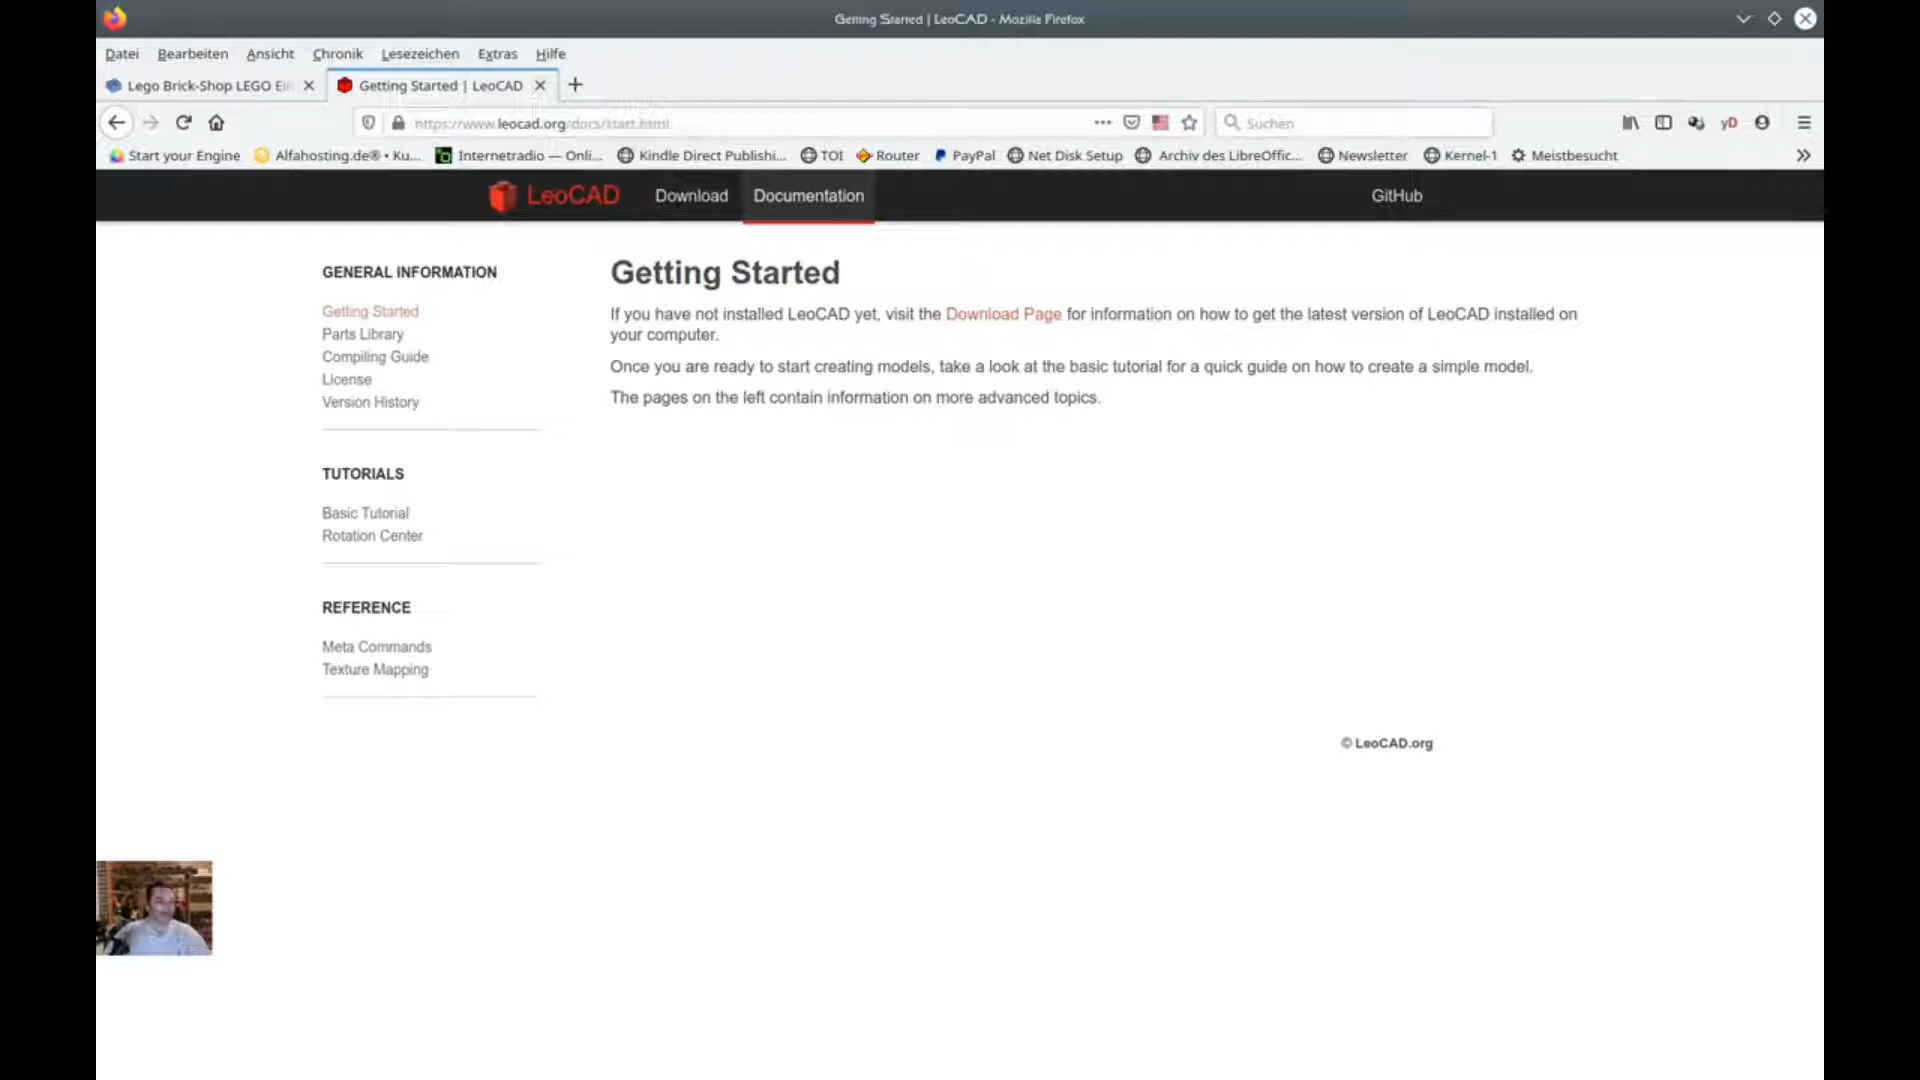 Getting Started | LeoCAD - Mozilla Firefox
Datei Bearbeiten Ansicht Chronik Lesezeichen Extras Hilfe
Lego Brick-Shop LEGO Ein
Getting Started | LeoCAD
https://www.leocad.org/docs/start.html
Suchen
Start your Engine Alfahosting.de® • Ku... Internetradio — Onli... Kindle Direct Publishi... TOI Router PayPal Net Disk Setup Archiv des LibreOffic... Newsletter Kernel-1 Meistbesucht
LeoCAD Download Documentation GitHub
GENERAL INFORMATION
Getting Started
Parts Library
Compiling Guide
License
Version History
TUTORIALS
Basic Tutorial
Rotation Center
REFERENCE
Meta Commands
Texture Mapping
Getting Started
If you have not installed LeoCAD yet, visit the Download Page for information on how to get the latest version of LeoCAD installed on
your computer.
Once you are ready to start creating models, take a look at the basic tutorial for a quick guide on how to create a simple model.
The pages on the left contain information on more advanced topics.
© LeoCAD.org